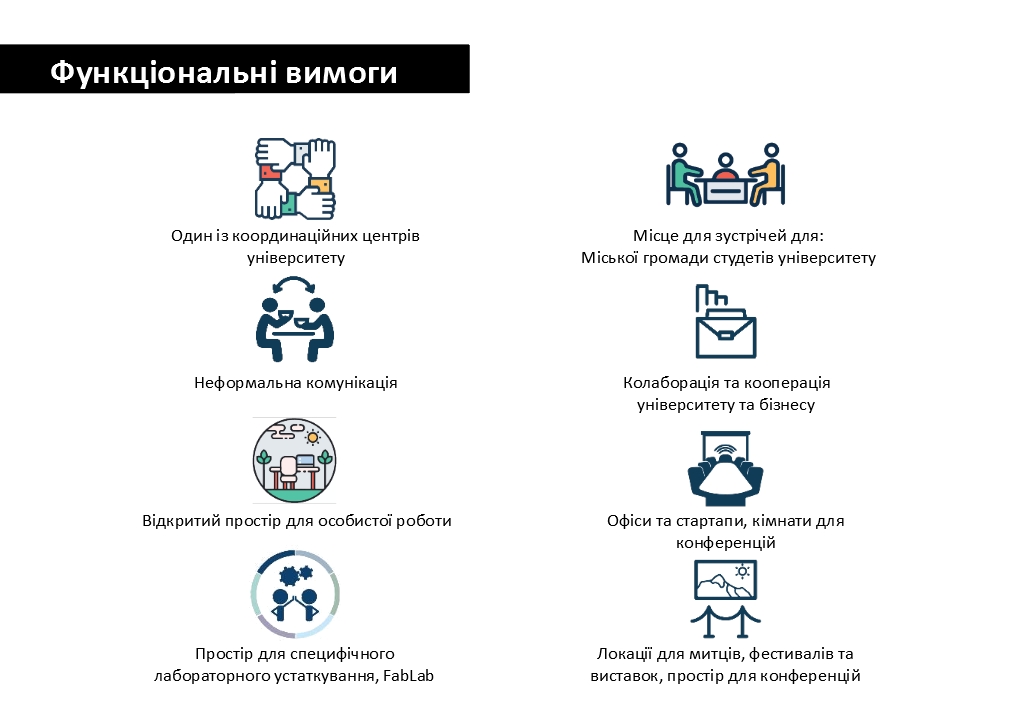 Функціональні вимоги
Один із координаційних центрів
університету
Місце для зустрічей для:
Міської громади студетів університету
Неформальна комунікація
Колаборація та кооперація
університету та бізнесу
Відкритий простір для особистої роботи
Офіси та стартапи, кімнати для
конференцій
Простір для специфічного
лабораторного устаткування, FabLab
Локації для митців, фестивалів та
виставок, простір для конференцій